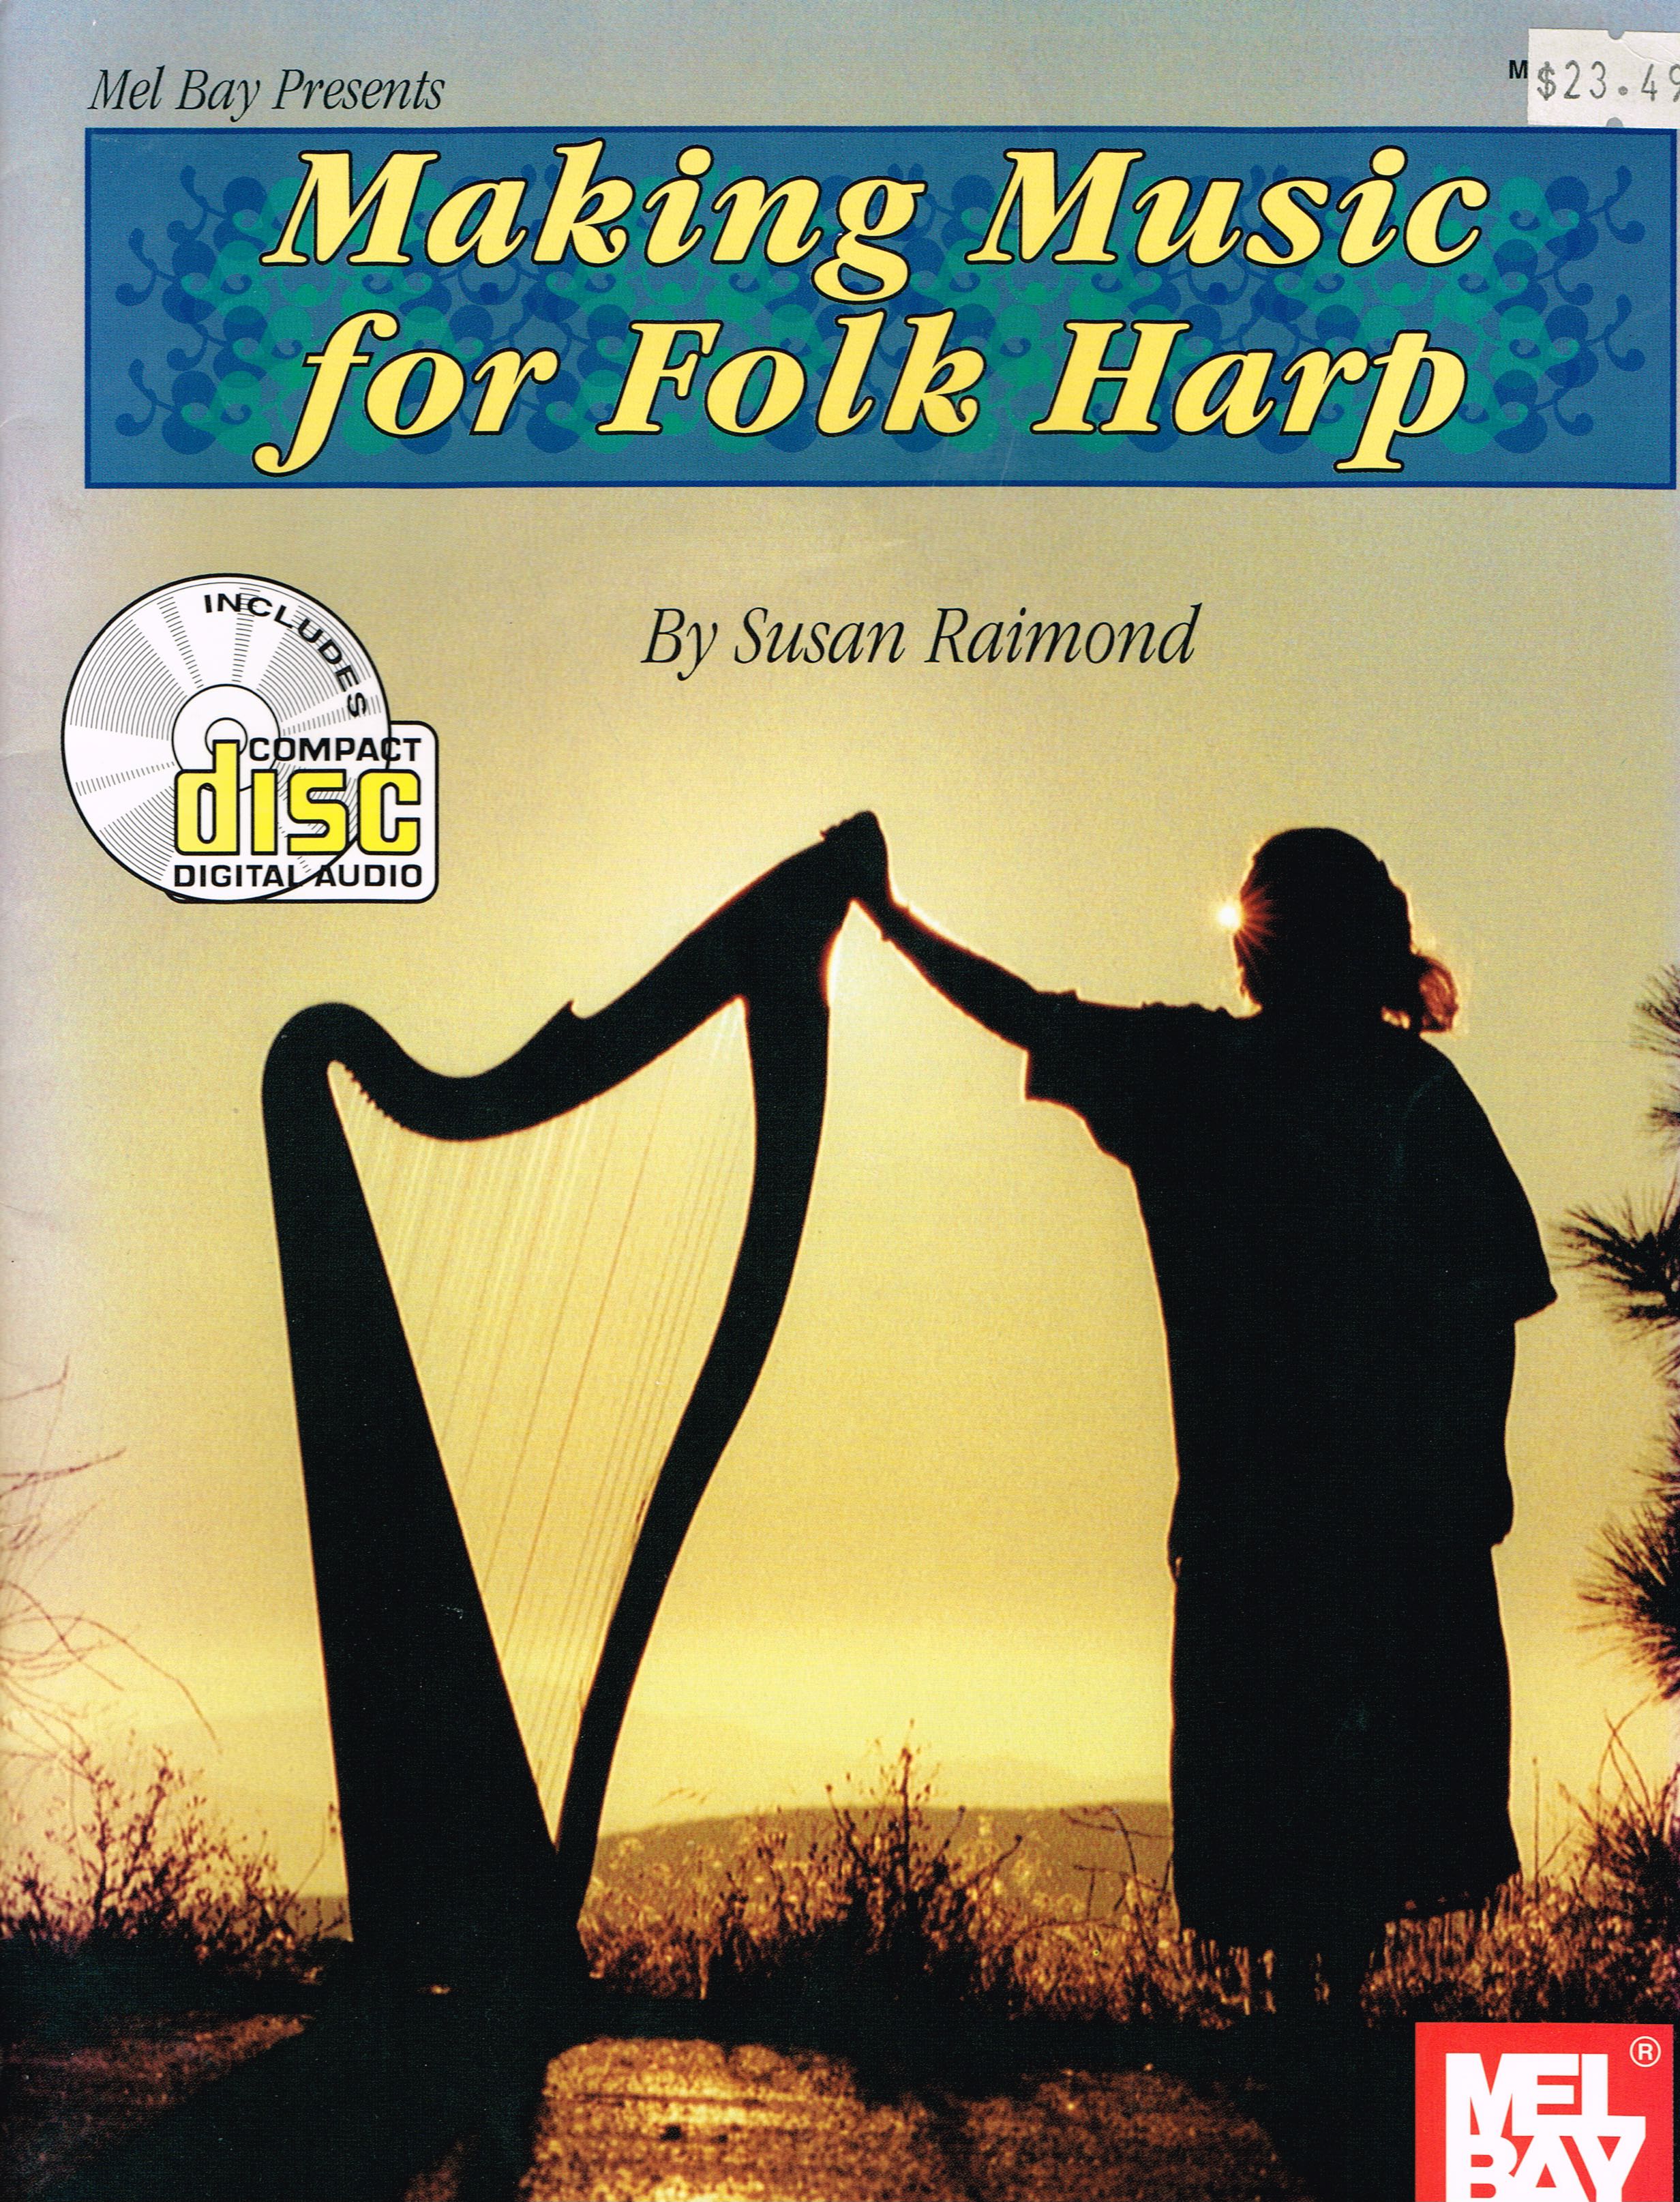 Mel Bay Presents
M
$23.49
Making Music
for Folk Harp
By Susan Raimond
INCLUDES
COMPACT
disc
DIGITAL AUDIO
MEL
BAY
®